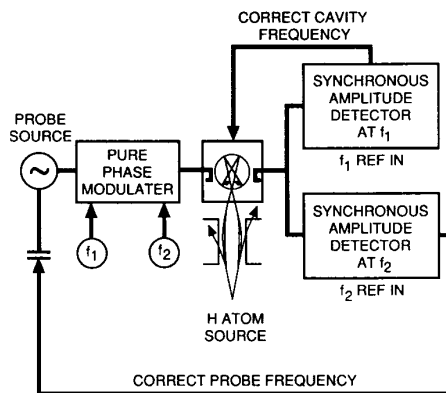 CORRECT CAVITY
FREQUENCY
SYNCHRONOUS
AMPLITUDE
DETECTOR
AT f1
f1 REF IN
PROBE
SOURCE
~
PURE
PHASE
MODULATER
f1
f2
SYNCHRONOUS
AMPLITUDE
DETECTOR
AT f2
f2 REF IN
H ATOM
SOURCE
CORRECT PROBE FREQUENCY